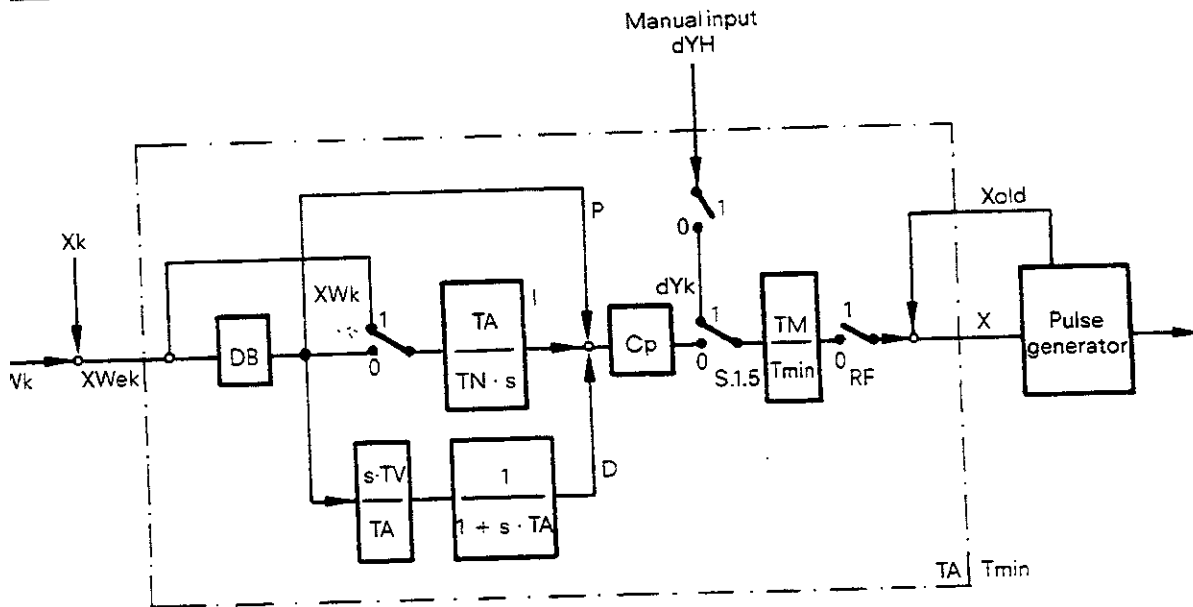 Manual input
dYH
Xold
P
1
0
Xk
XWk
1
0
I
dYk
1
0
S.1.5
1
0
RF
TA
TN · s
DB
Cp
TM
Tmin
X
Pulse
generator
Wk
XWek
s·TV
TA
1
1 + s · TA
D
TA
Tmin